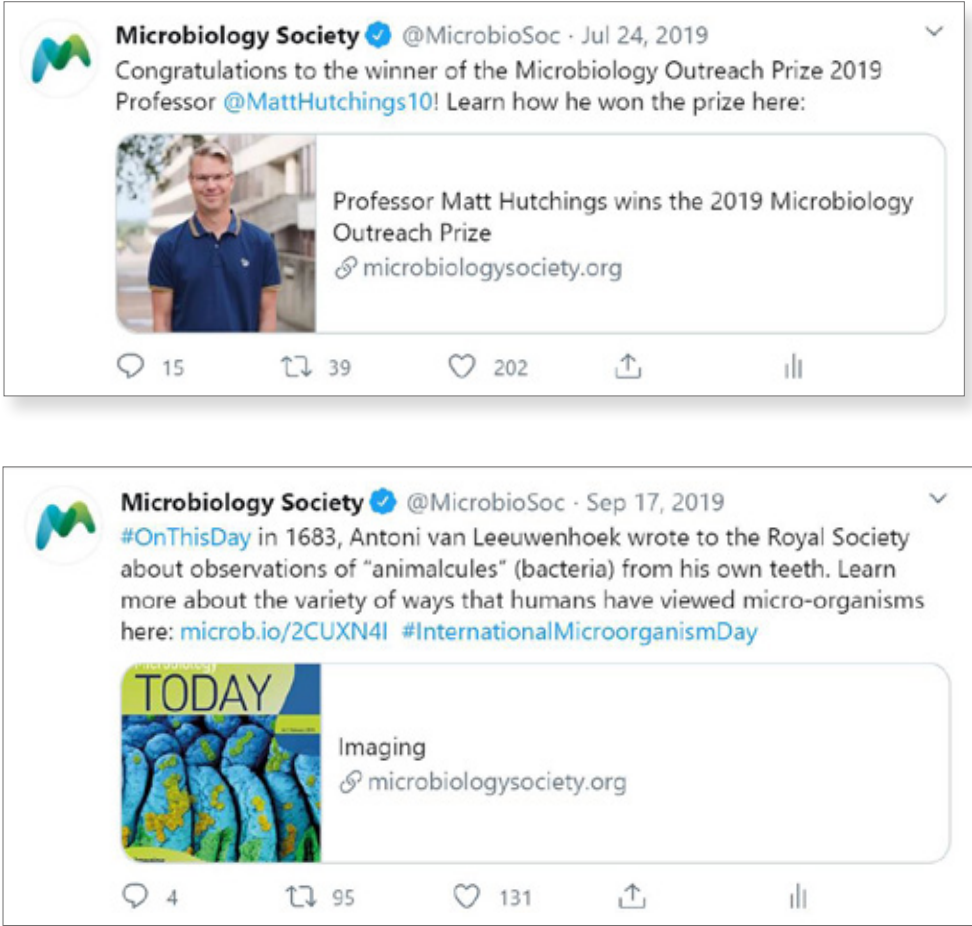 Microbiology Society @MicrobioSoc · Jul 24, 2019
Congratulations to the winner of the Microbiology Outreach Prize 2019
Professor @MattHutchings10! Learn how he won the prize here:
Professor Matt Hutchings wins the 2019 Microbiology
Outreach Prize
microbiologysociety.org
15 39 202
Microbiology Society @MicrobioSoc · Sep 17, 2019
#OnThisDay in 1683, Antoni van Leeuwenhoek wrote to the Royal Society
about observations of “animalcules” (bacteria) from his own teeth. Learn
more about the variety of ways that humans have viewed micro-organisms
here: microb.io/2CUXN4I #InternationalMicroorganismDay
Microbiology
TODAY
Imaging
microbiologysociety.org
4 95 131